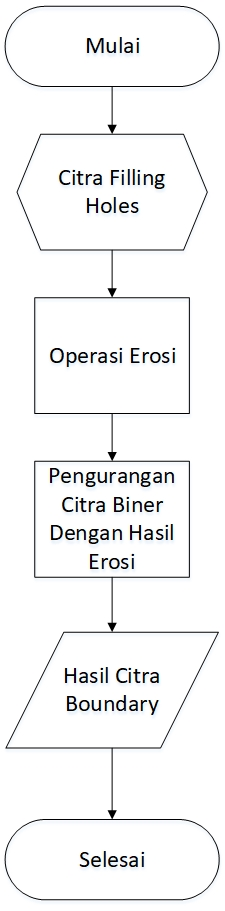 Mulai
Citra Filling
Holes
Operasi Erosi
Pengurangan
Citra Biner
Dengan Hasil
Erosi
Hasil Citra
Boundary
Selesai